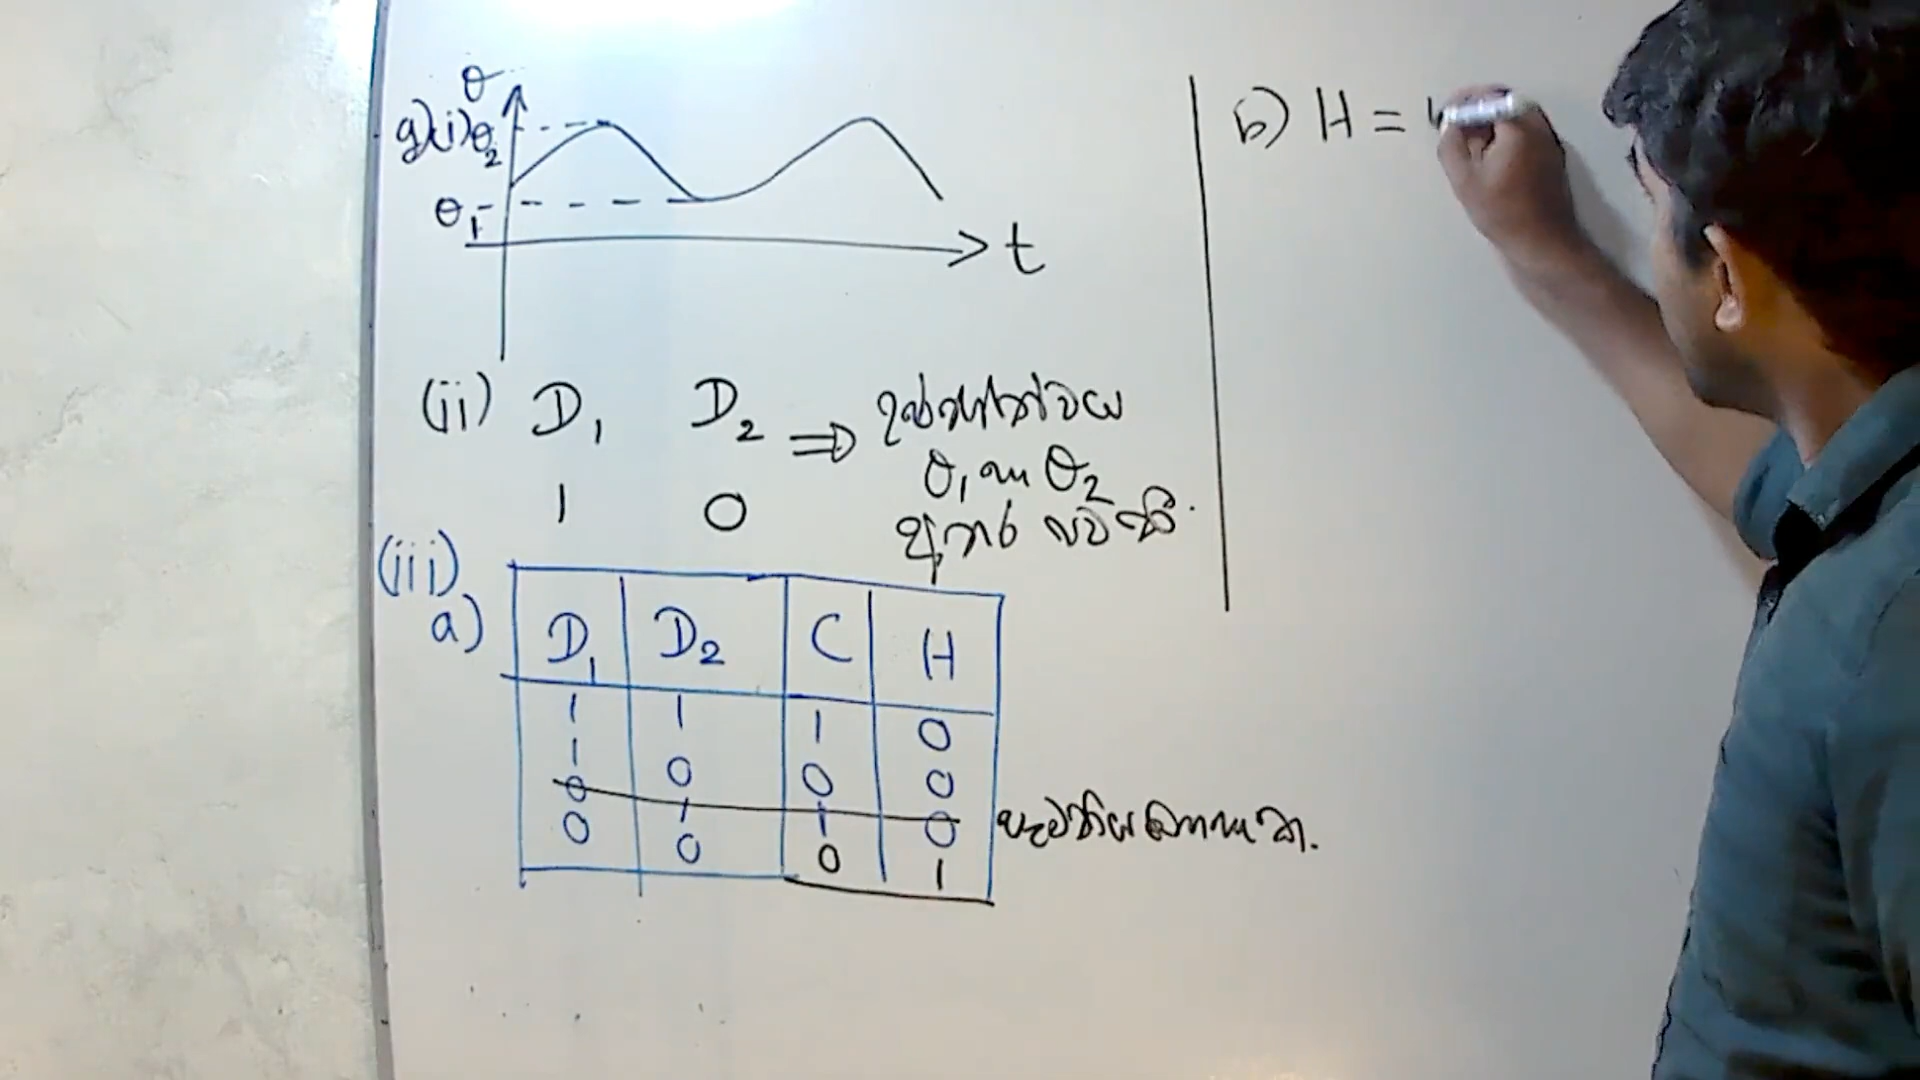 g)(i)
θ
θ₂
θ₁
t
(ii) D₁ D₂ ⇒ උෂ්ණත්වය
θ₁ හා θ₂
1 0
අතර පවතී.
(iii)
a)
D₁ D₂ C H
1 1 1 0
1 0 0 0
0 1 1 0
0 0 0 1
b) H =